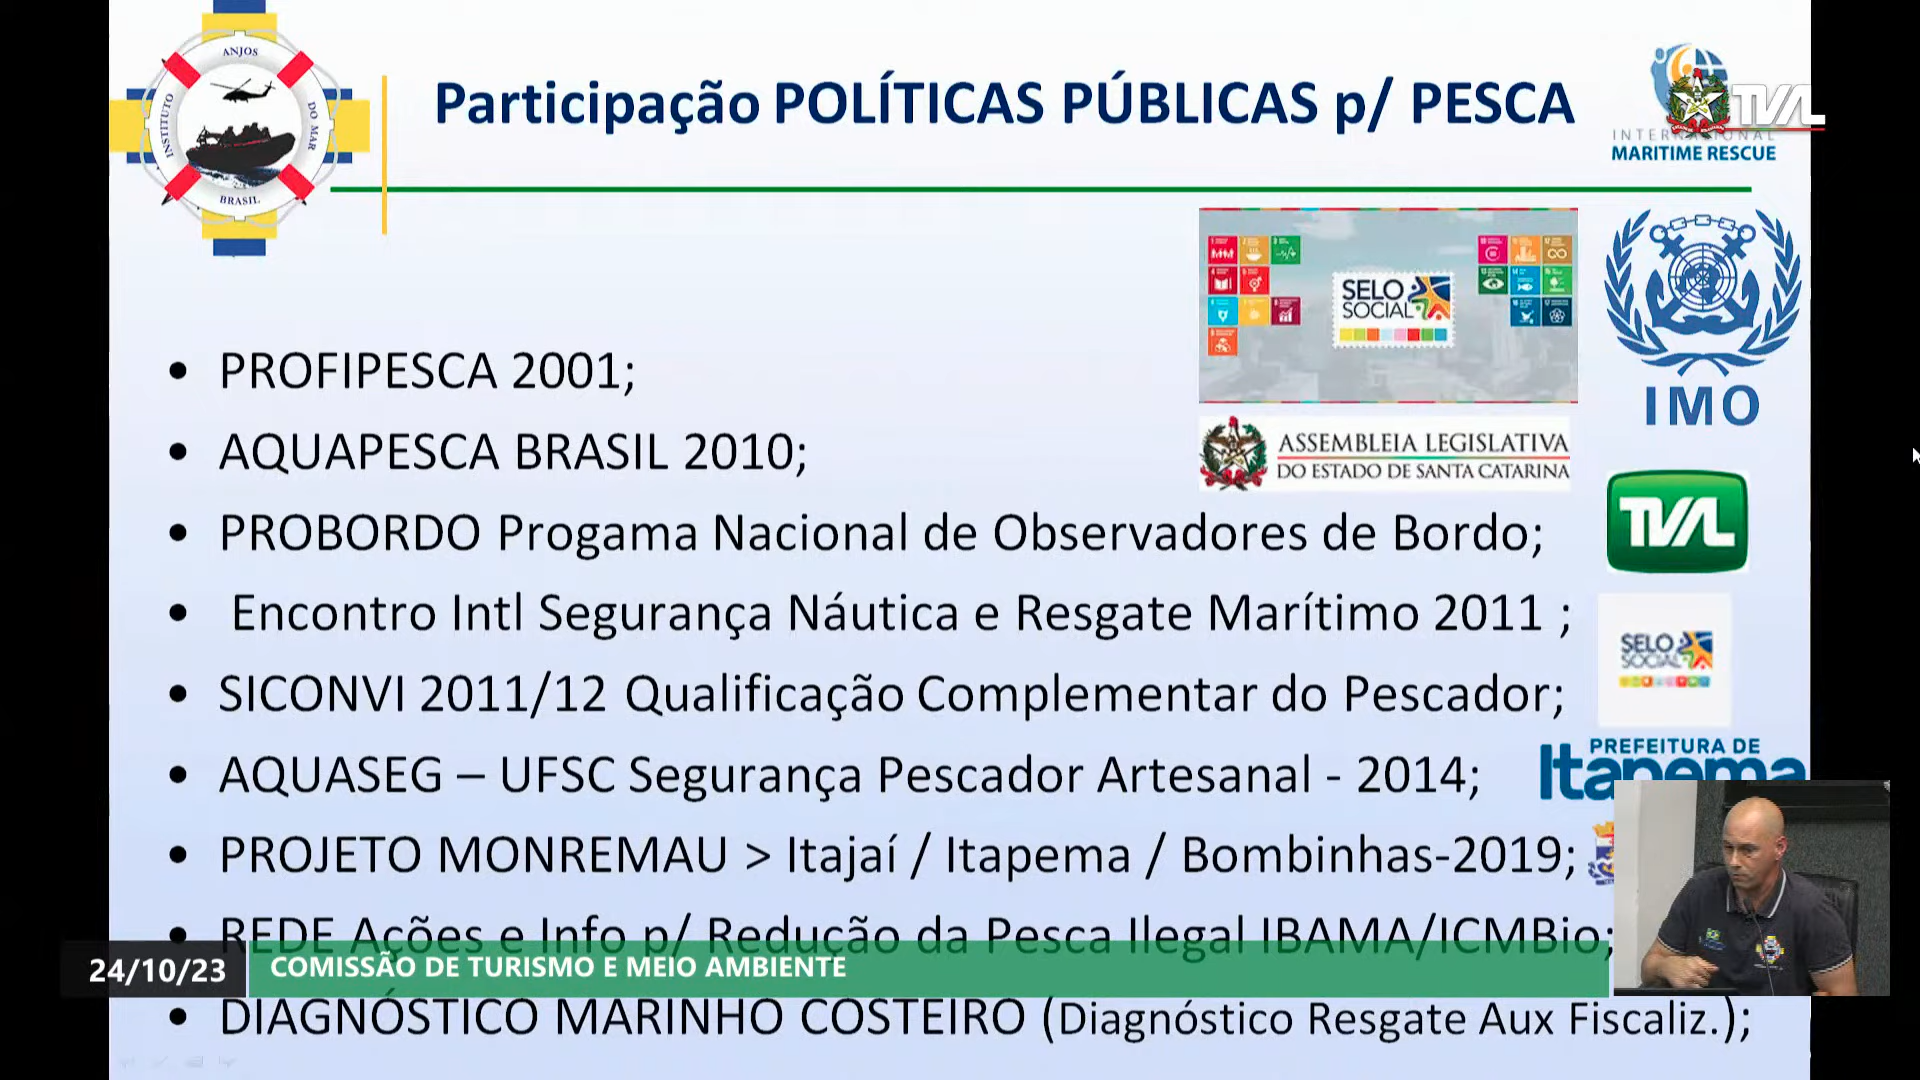 ANJOS
INSTITUTO
DO MAR
BRASIL
Participação POLÍTICAS PÚBLICAS p/ PESCA
TVAL
INTERNATIONAL
MARITIME RESCUE
SELO
SOCIAL
IMO
ASSEMBLEIA LEGISLATIVA
DO ESTADO DE SANTA CATARINA
TVAL
• PROFIPESCA 2001;
• AQUAPESCA BRASIL 2010;
• PROBORDO Progama Nacional de Observadores de Bordo;
• Encontro Intl Segurança Náutica e Resgate Marítimo 2011 ;
SELO
SOCIAL
• SICONVI 2011/12 Qualificação Complementar do Pescador;
PREFEITURA DE
Itapema
• AQUASEG – UFSC Segurança Pescador Artesanal - 2014;
• PROJETO MONREMAU > Itajaí / Itapema / Bombinhas-2019;
• REDE Ações e Info p/ Redução da Pesca Ilegal IBAMA/ICMBio;
24/10/23
COMISSÃO DE TURISMO E MEIO AMBIENTE
• DIAGNÓSTICO MARINHO COSTEIRO (Diagnóstico Resgate Aux Fiscaliz.);